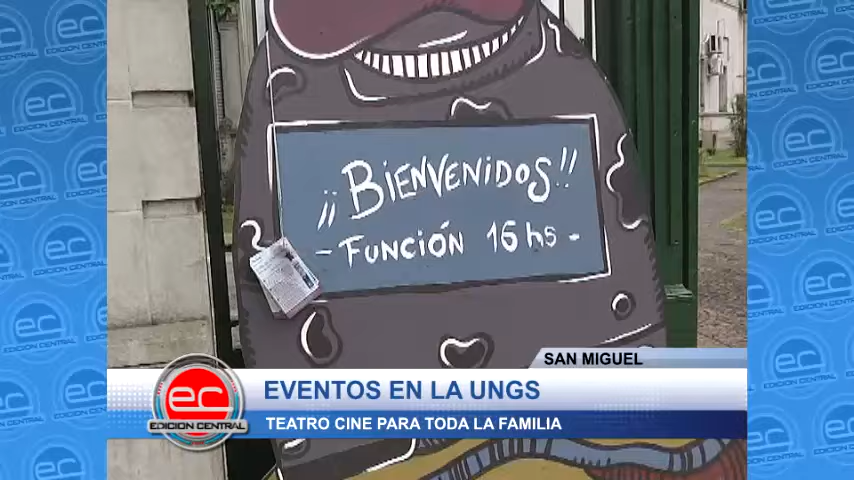 ¡¡BIENVENIDOS!!
- FUNCIÓN 16 hs -
SAN MIGUEL
EVENTOS EN LA UNGS
TEATRO CINE PARA TODA LA FAMILIA
ec
EDICION CENTRAL